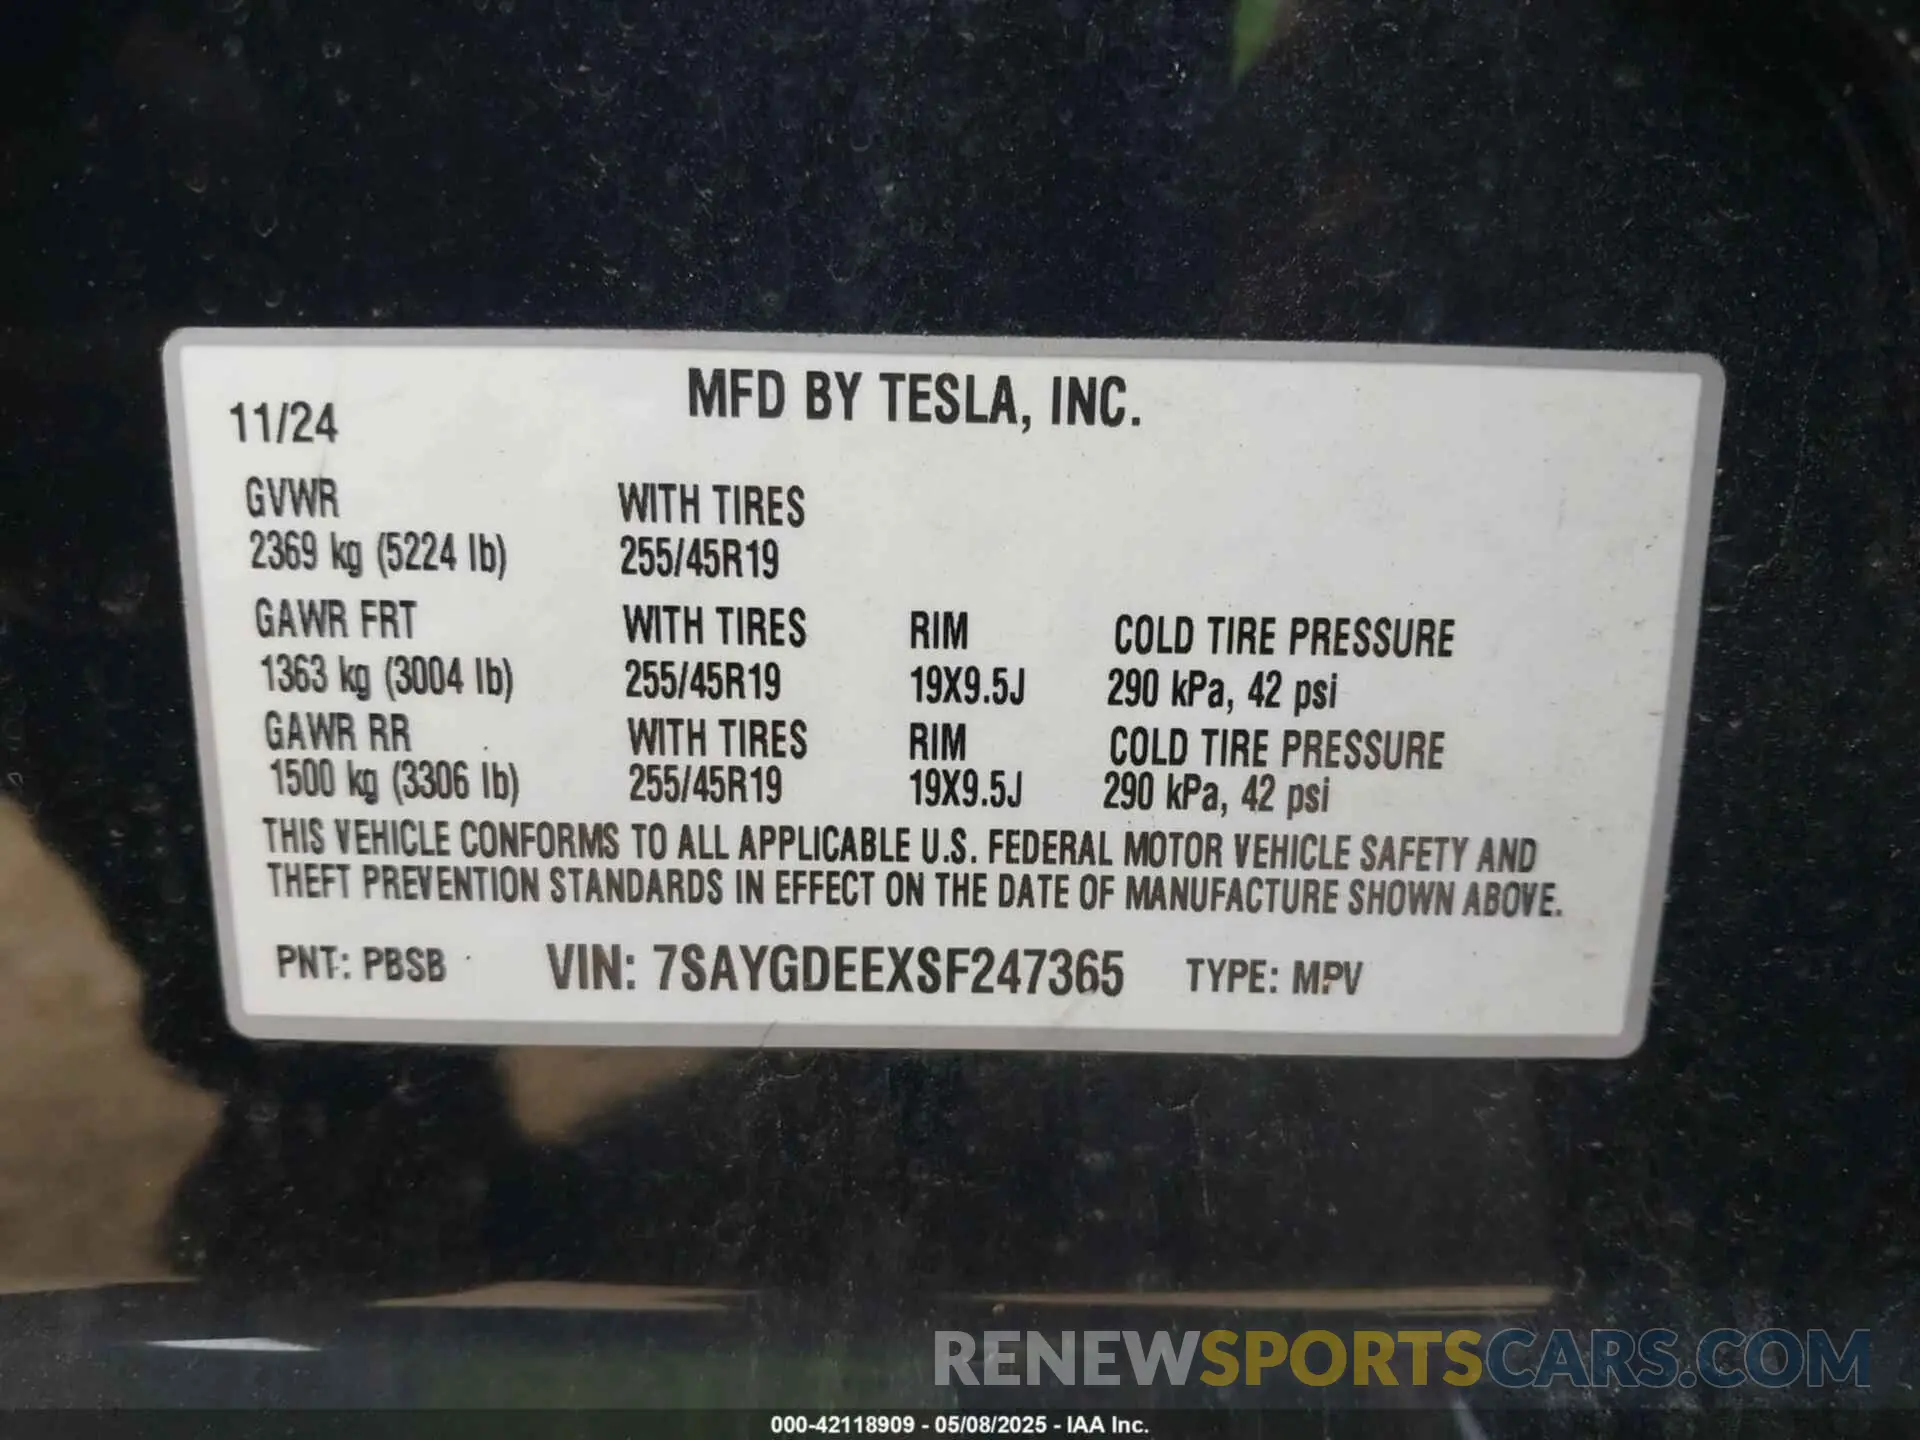 MFD BY TESLA, INC.
11/24
GVWR WITH TIRES
2369 kg (5224 lb) 255/45R19
GAWR FRT WITH TIRES RIM COLD TIRE PRESSURE
1363 kg (3004 lb) 255/45R19 19X9.5J 290 kPa, 42 psi
GAWR RR WITH TIRES RIM COLD TIRE PRESSURE
1500 kg (3306 lb) 255/45R19 19X9.5J 290 kPa, 42 psi
THIS VEHICLE CONFORMS TO ALL APPLICABLE U.S. FEDERAL MOTOR VEHICLE SAFETY AND
THEFT PREVENTION STANDARDS IN EFFECT ON THE DATE OF MANUFACTURE SHOWN ABOVE.
PNT: PBSB VIN: 7SAYGDEEXSF247365 TYPE: MPV
RENEWSPORTSCARS.COM
000-42118909 - 05/08/2025 - IAA Inc.